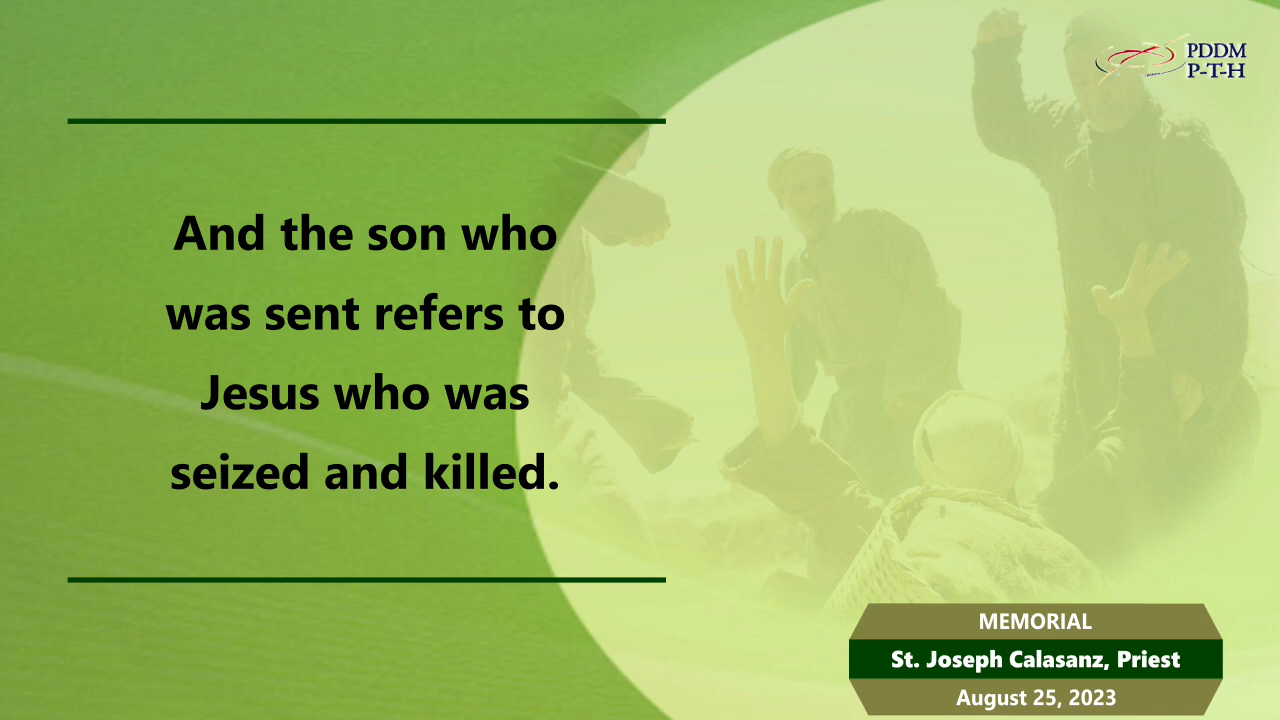 PDDM
P-T-H
And the son who
was sent refers to
Jesus who was
seized and killed.
MEMORIAL
St. Joseph Calasanz, Priest
August 25, 2023